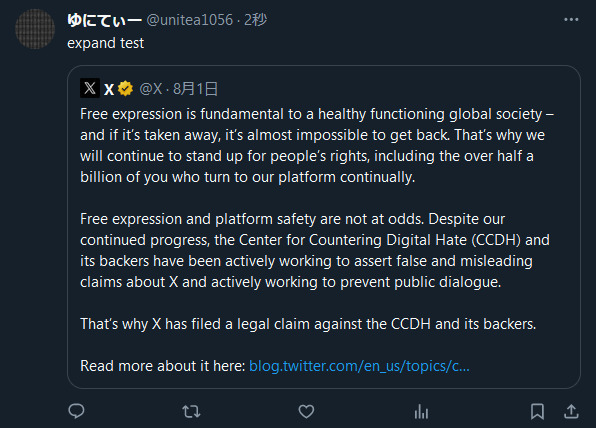 ゆにてぃー @unitea1056 · 2秒
expand test
X @X · 8月1日
Free expression is fundamental to a healthy functioning global society –
and if it’s taken away, it’s almost impossible to get back. That’s why we
will continue to stand up for people’s rights, including the over half a
billion of you who turn to our platform continually.
Free expression and platform safety are not at odds. Despite our
continued progress, the Center for Countering Digital Hate (CCDH) and
its backers have been actively working to assert false and misleading
claims about X and actively working to prevent public dialogue.
That’s why X has filed a legal claim against the CCDH and its backers.
Read more about it here: blog.twitter.com/en_us/topics/c...